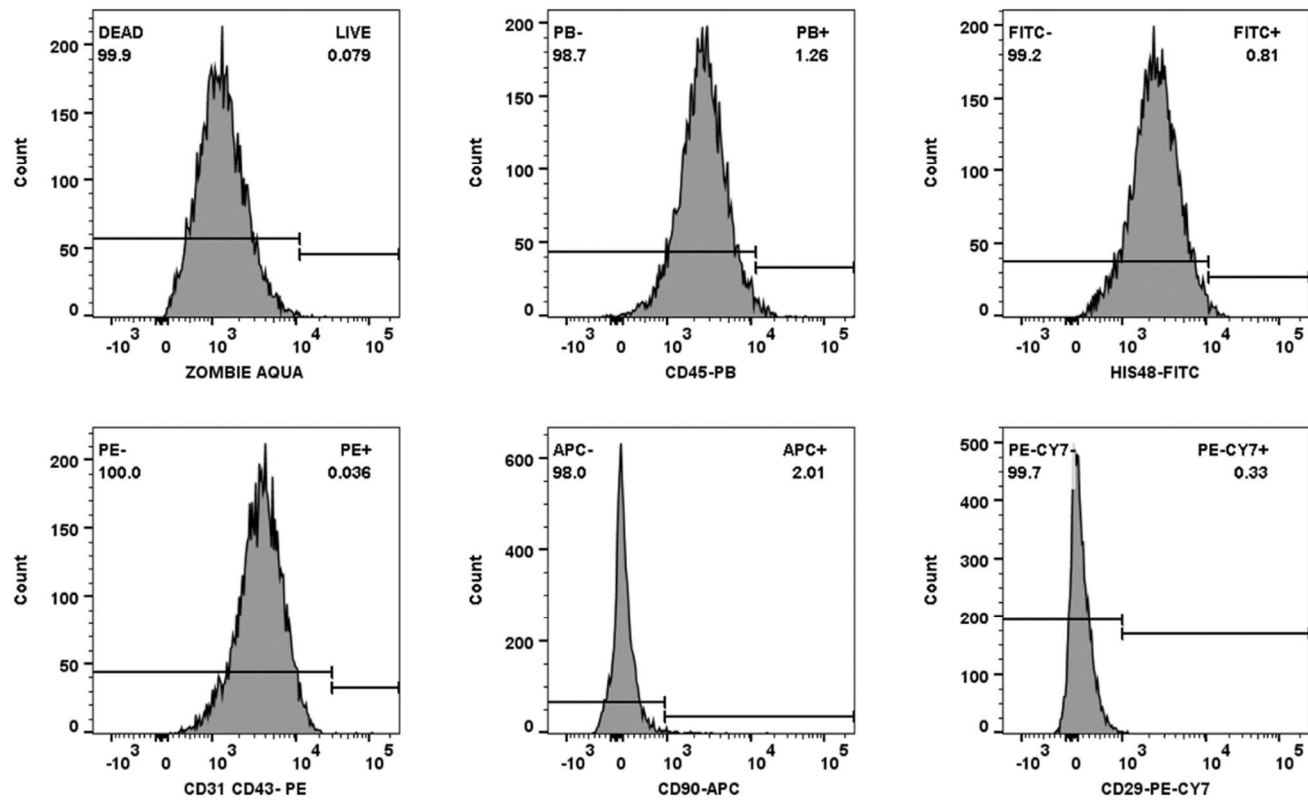 DEAD LIVE
99.9 0.079
200
150
100
50
0
Count
-10^3 0 10^3 10^4 10^5
ZOMBIE AQUA
PB- PB+
98.7 1.26
200
150
100
50
0
Count
-10^3 0 10^3 10^4 10^5
CD45-PB
FITC- FITC+
99.2 0.81
200
150
100
50
0
Count
-10^3 0 10^3 10^4 10^5
HIS48-FITC
PE- PE+
100.0 0.036
200
150
100
50
0
Count
-10^3 0 10^3 10^4 10^5
CD31 CD43- PE
APC- APC+
98.0 2.01
600
400
200
0
Count
-10^3 0 10^3 10^4 10^5
CD90-APC
PE-CY7- PE-CY7+
99.7 0.33
500
400
300
200
100
0
Count
-10^3 0 10^3 10^4 10^5
CD29-PE-CY7